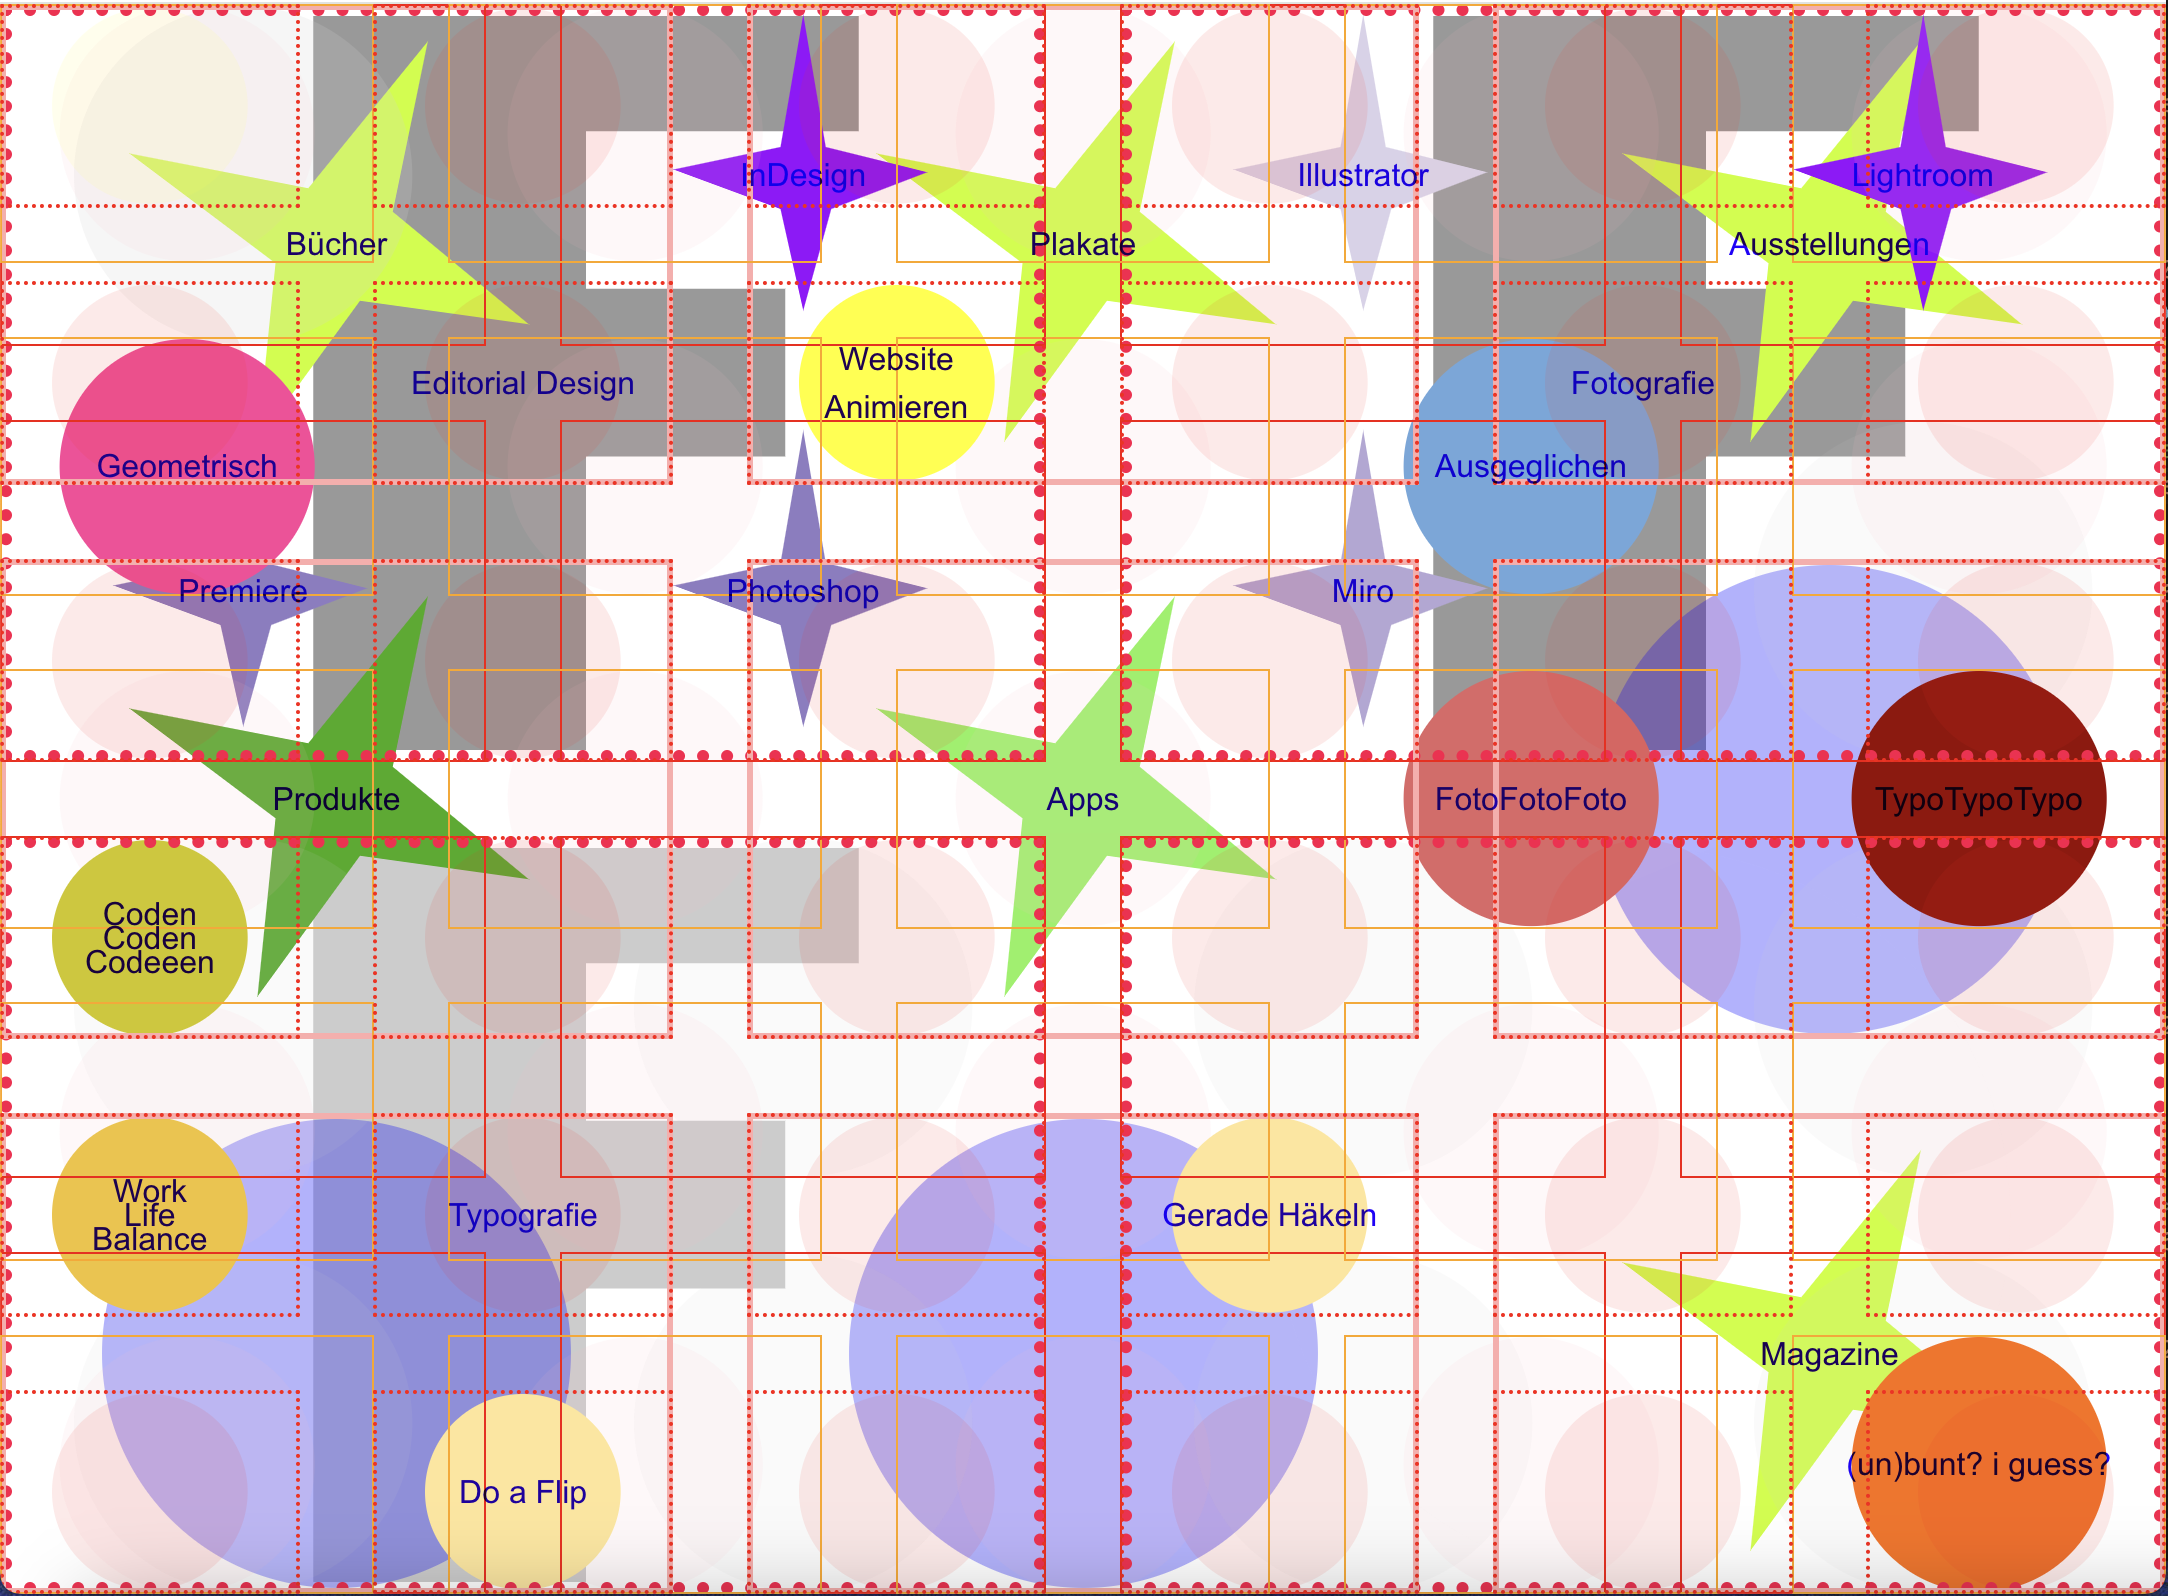 InDesign
Illustrator
Lightroom
Bücher
Plakate
Ausstellungen
Website
Animieren
Editorial Design
Fotografie
Geometrisch
Ausgeglichen
Premiere
Photoshop
Miro
Produkte
Apps
FotoFotoFoto
TypoTypoTypo
Coden
Coden
Codeeen
Work
Life
Balance
Typografie
Gerade Häkeln
Magazine
(un)bunt? i guess?
Do a Flip